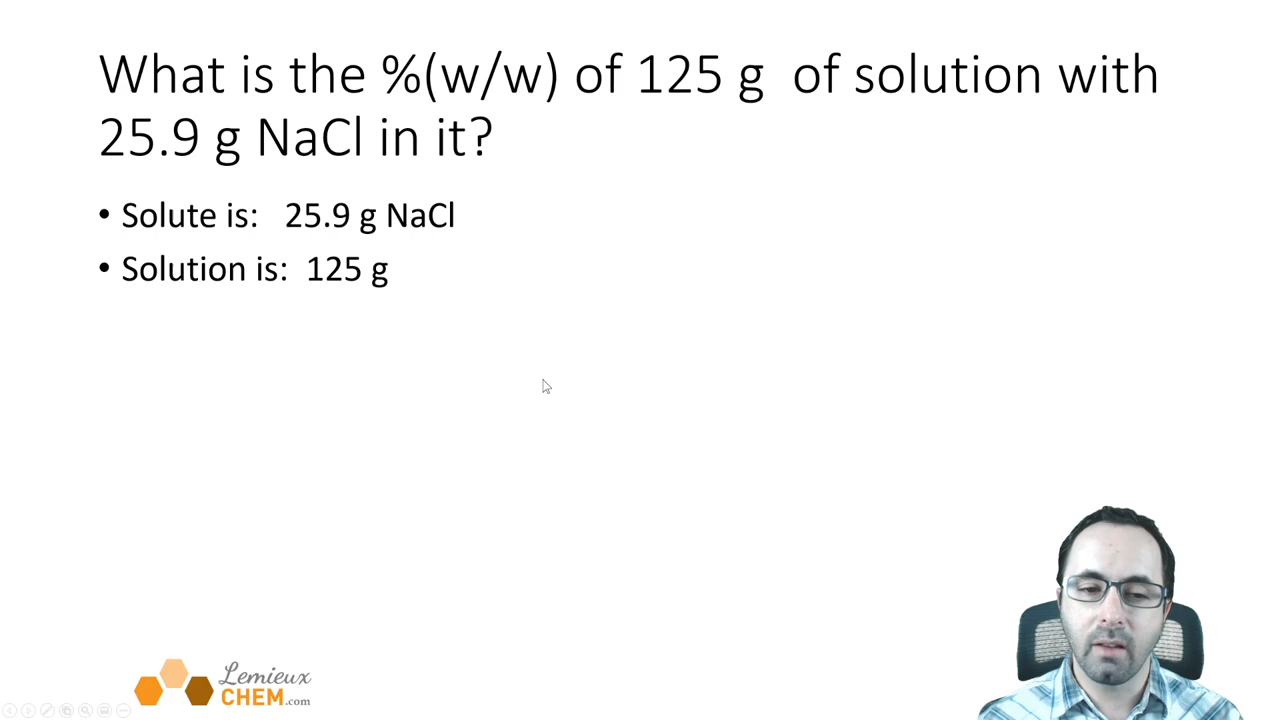 What is the %(w/w) of 125 g  of solution with
25.9 g NaCl in it?
• Solute is:   25.9 g NaCl
• Solution is:  125 g
Lemieux
CHEM.com